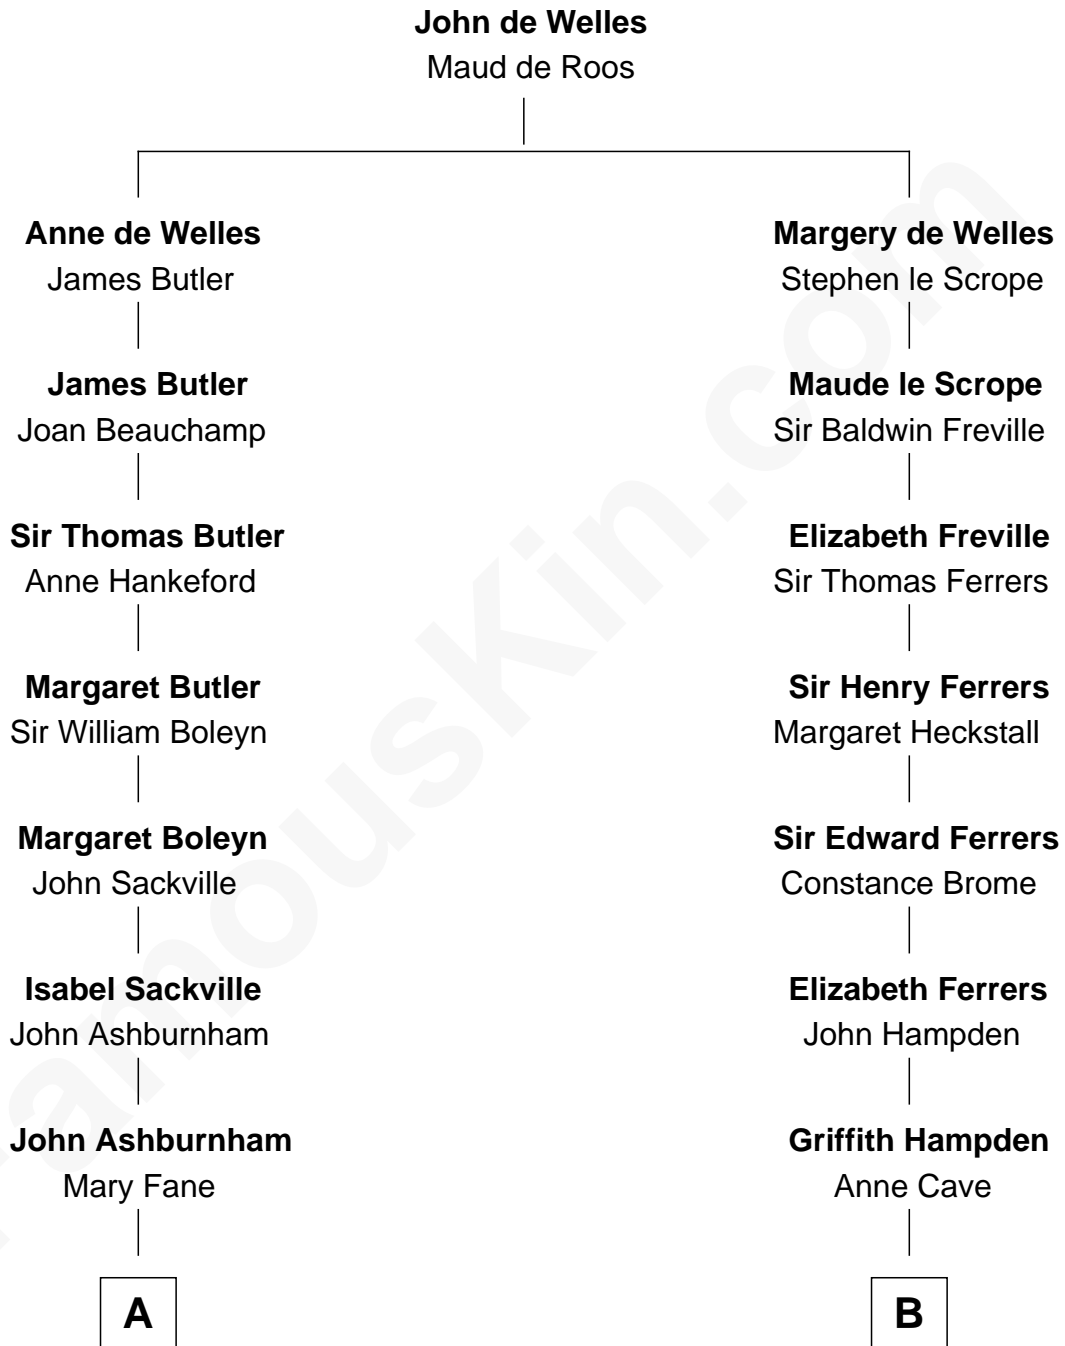 John de Welles
Maud de Roos
Anne de Welles
James Butler
Margery de Welles
Stephen le Scrope
James Butler
Joan Beauchamp
Maude le Scrope
Sir Baldwin Freville
Sir Thomas Butler
Anne Hankeford
Elizabeth Freville
Sir Thomas Ferrers
Margaret Butler
Sir William Boleyn
Sir Henry Ferrers
Margaret Heckstall
Margaret Boleyn
John Sackville
Sir Edward Ferrers
Constance Brome
Isabel Sackville
John Ashburnham
Elizabeth Ferrers
John Hampden
John Ashburnham
Mary Fane
Griffith Hampden
Anne Cave
A
B
FamousKin.com